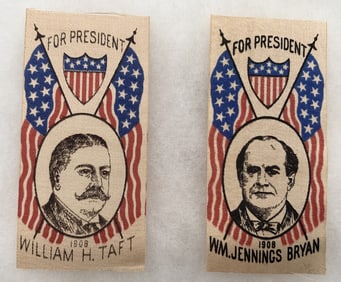 FOR PRESIDENT
1908
WILLIAM H. TAFT
FOR PRESIDENT
1908
WM. JENNINGS BRYAN